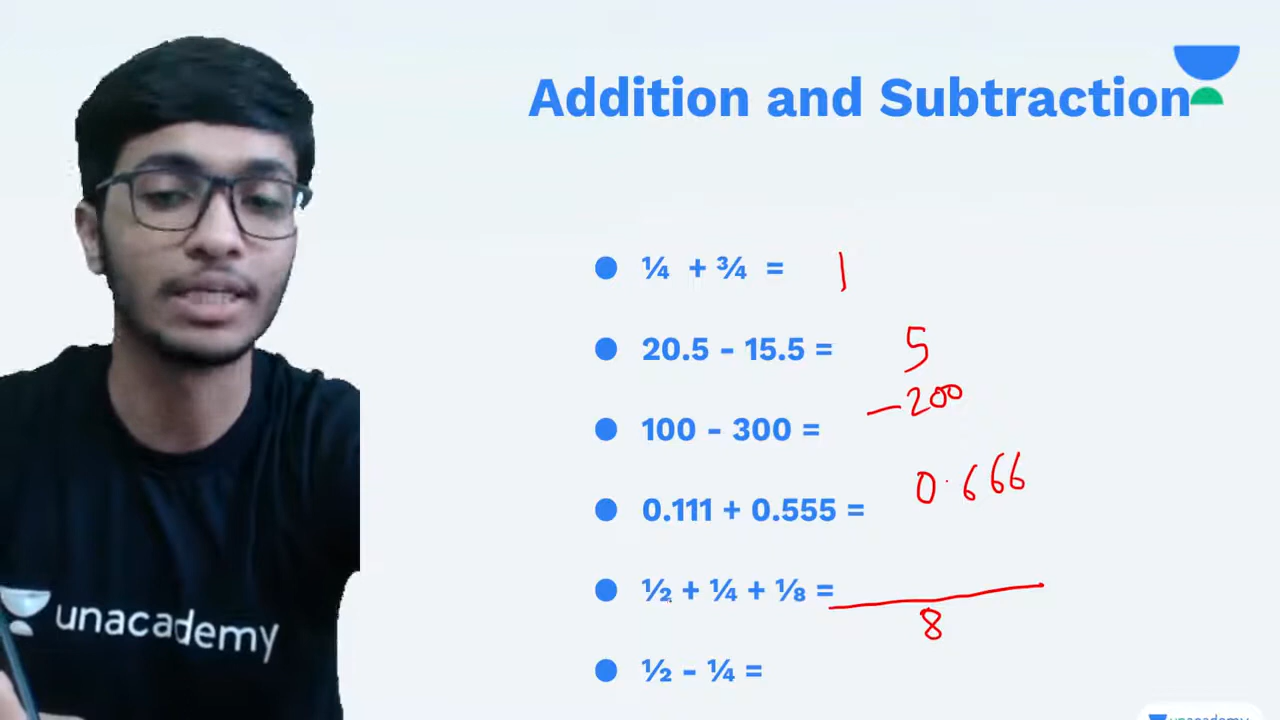 Addition and Subtraction
¼ + ¾ = 1
20.5 - 15.5 = 5
100 - 300 = -200
0.111 + 0.555 = 0.666
½ + ¼ + ⅛ = 
8
½ - ¼ =
unacademy
unacademy